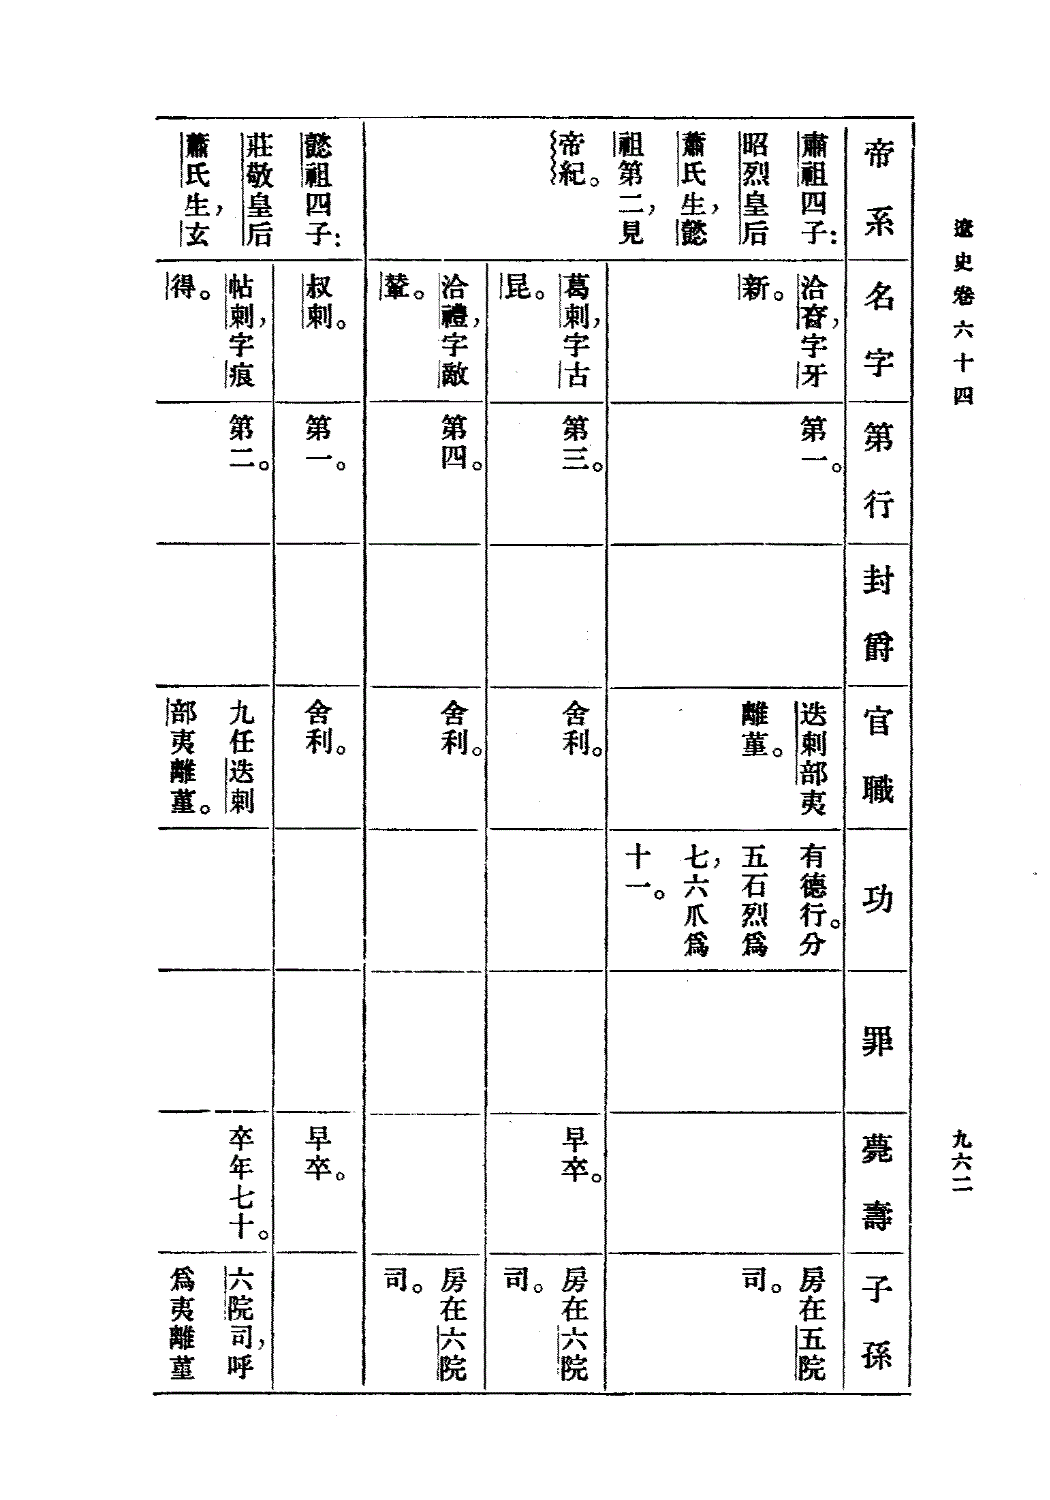 遼史卷六十四
九六二
帝系
名字
第行
封爵
官職
功
罪
薨壽
子孫
肅祖四子：
昭烈皇后
蕭氏生，懿
祖第二，見
帝紀。
洽昚，字牙
新。
第一。
迭剌部夷
離菫。
有德行。分
五石烈爲
七，六爪爲
十一。
房在五院
司。
葛剌，字古
昆。
第三。
舍利。
早卒。
房在六院
司。
洽禮，字敵
輦。
第四。
舍利。
房在六院
司。
懿祖四子：
莊敬皇后
蕭氏生，玄
叔剌。
第一。
舍利。
早卒。
帖剌，字痕
得。
第二。
九任迭剌
部夷離菫。
卒年七十。
六院司，呼
爲夷離菫